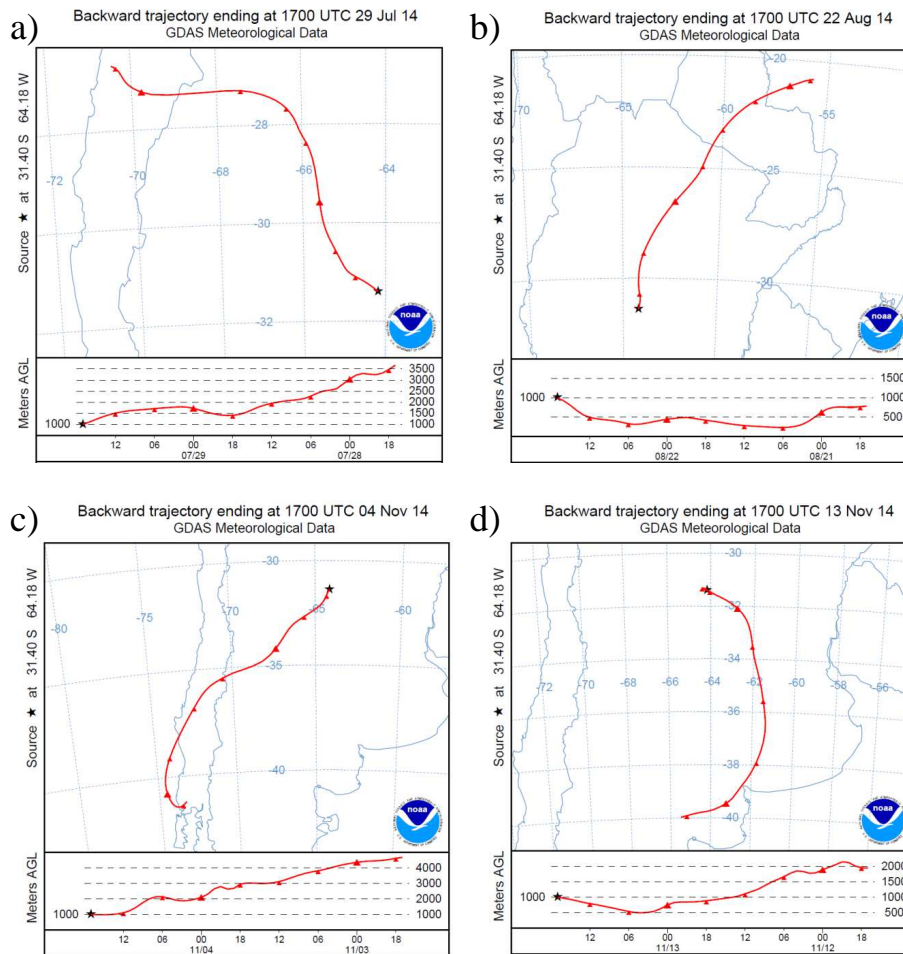 a)
Backward trajectory ending at 1700 UTC 29 Jul 14
GDAS Meteorological Data
Source ★ at 31.40 S 64.18 W
-72
-70
-68
-66
-64
-28
-30
-32
noaa
Meters AGL
1000
3500
3000
2500
2000
1500
1000
12 06 00 18 12 06 00 18
07/29 07/28
b)
Backward trajectory ending at 1700 UTC 22 Aug 14
GDAS Meteorological Data
Source ★ at 31.40 S 64.18 W
-20
-70
-65
-60
-55
-25
-30
noaa
Meters AGL
1000
1500
1000
500
12 06 00 18 12 06 00 18
08/22 08/21
c)
Backward trajectory ending at 1700 UTC 04 Nov 14
GDAS Meteorological Data
Source ★ at 31.40 S 64.18 W
-30
-80
-75
-70
-65
-60
-35
-40
noaa
Meters AGL
1000
4000
3000
2000
1000
12 06 00 18 12 06 00 18
11/04 11/03
d)
Backward trajectory ending at 1700 UTC 13 Nov 14
GDAS Meteorological Data
Source ★ at 31.40 S 64.18 W
-30
-32
-34
-72 -70 -68 -66 -64 -62 -60 -58 -56
-36
-38
-40
noaa
Meters AGL
1000
2000
1500
1000
500
12 06 00 18 12 06 00 18
11/13 11/12